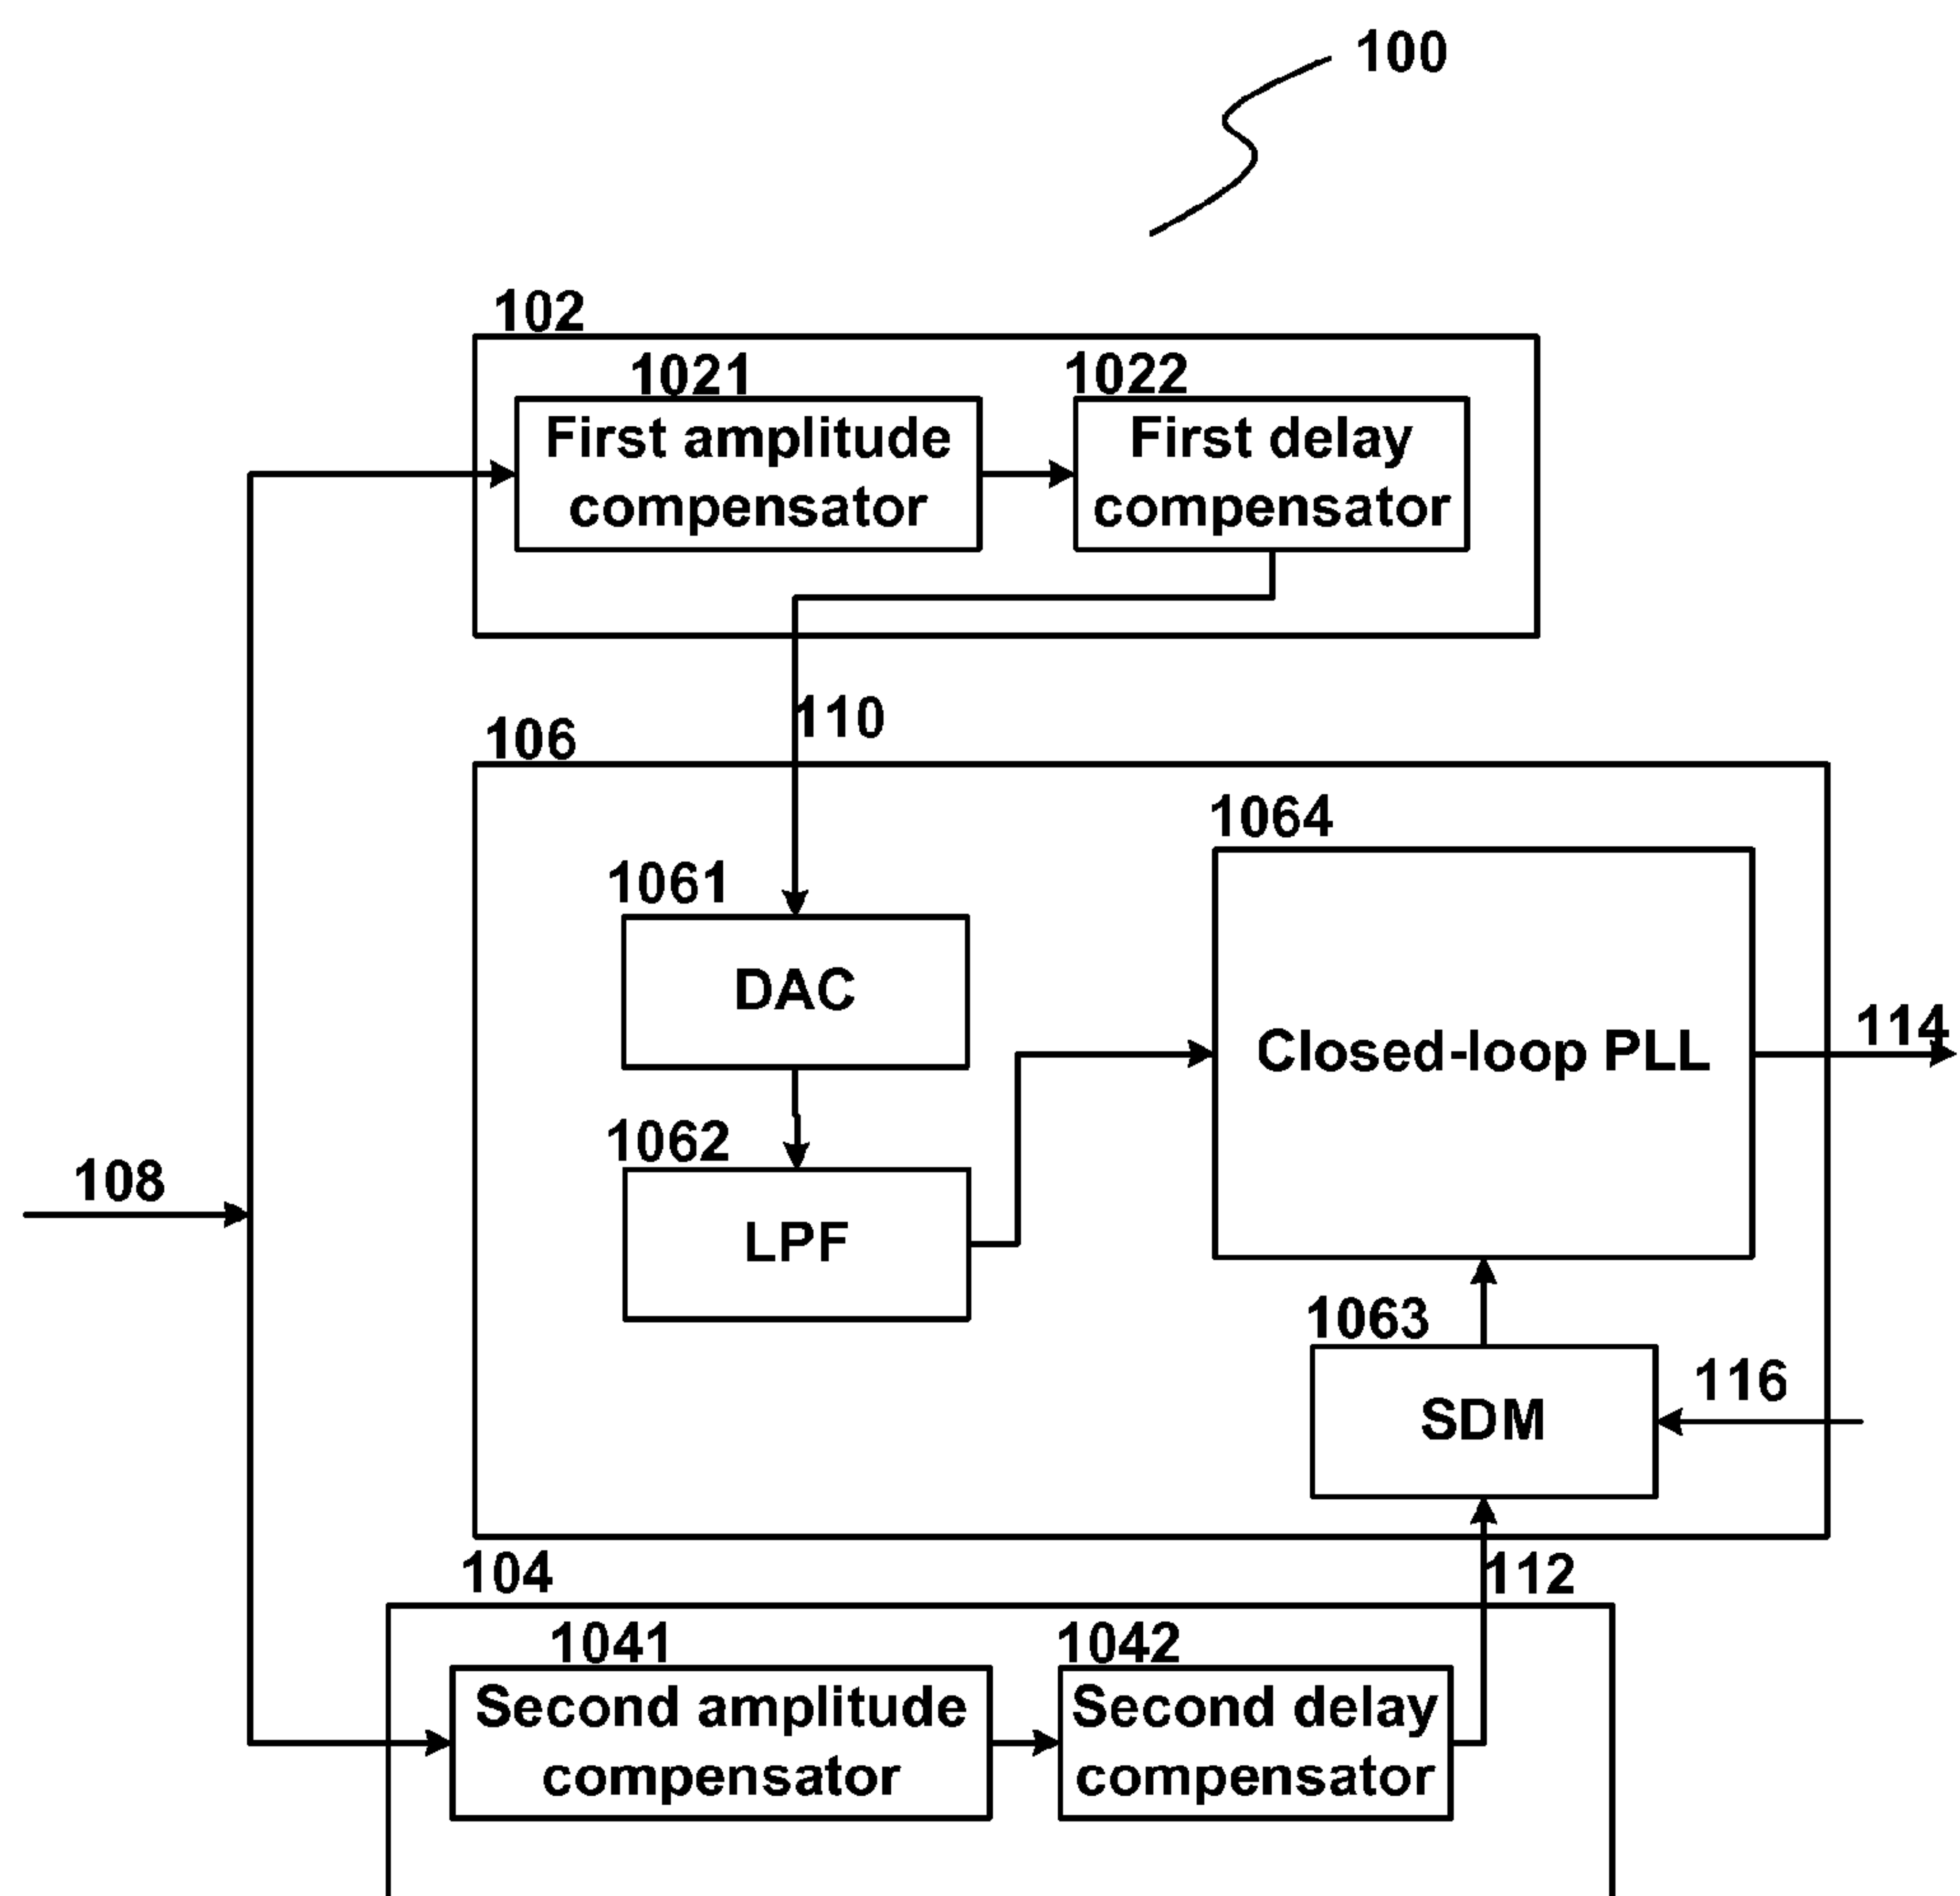 100
102
1021
1022
First amplitude
compensator
First delay
compensator
110
106
1064
1061
DAC
Closed-loop PLL
114
1062
108
LPF
1063
116
SDM
104
112
1041
1042
Second amplitude
compensator
Second delay
compensator